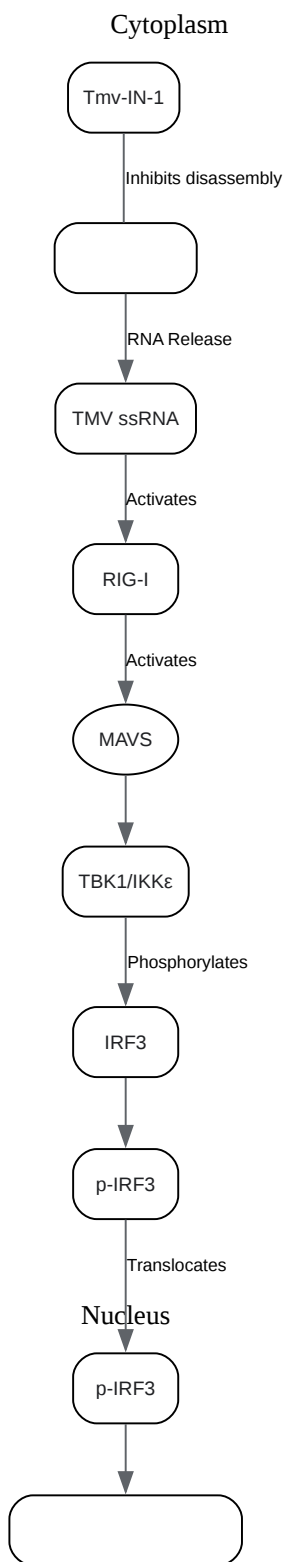 Cytoplasm
Tmv-IN-1
Inhibits disassembly
RNA Release
TMV ssRNA
Activates
RIG-I
Activates
MAVS
TBK1/IKKε
Phosphorylates
IRF3
p-IRF3
Translocates
Nucleus
p-IRF3